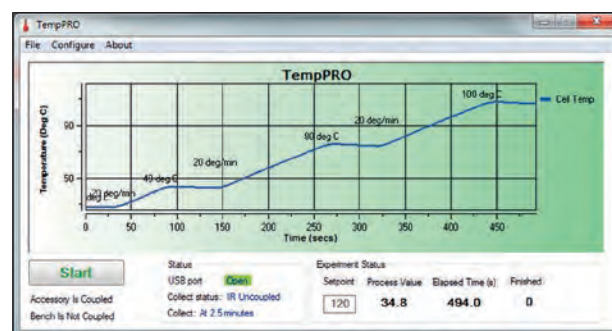 TempPRO
File Configure About
TempPRO
Temperature (Deg C)
90
50
deg C
20 deg/min
40 deg C
20 deg/min
80 deg C
20 deg/min
100 deg C
Cell Temp
0 50 100 150 200 250 300 350 400 450
Time (secs)
Start
Accessory Is Coupled
Bench Is Not Coupled
Status
USB port Open
Collect status: IR Uncoupled
Collect: At 2.5 minutes
Experiment Status
Setpoint Process Value Elapsed Time (s) Finished
120 34.8 494.0 0